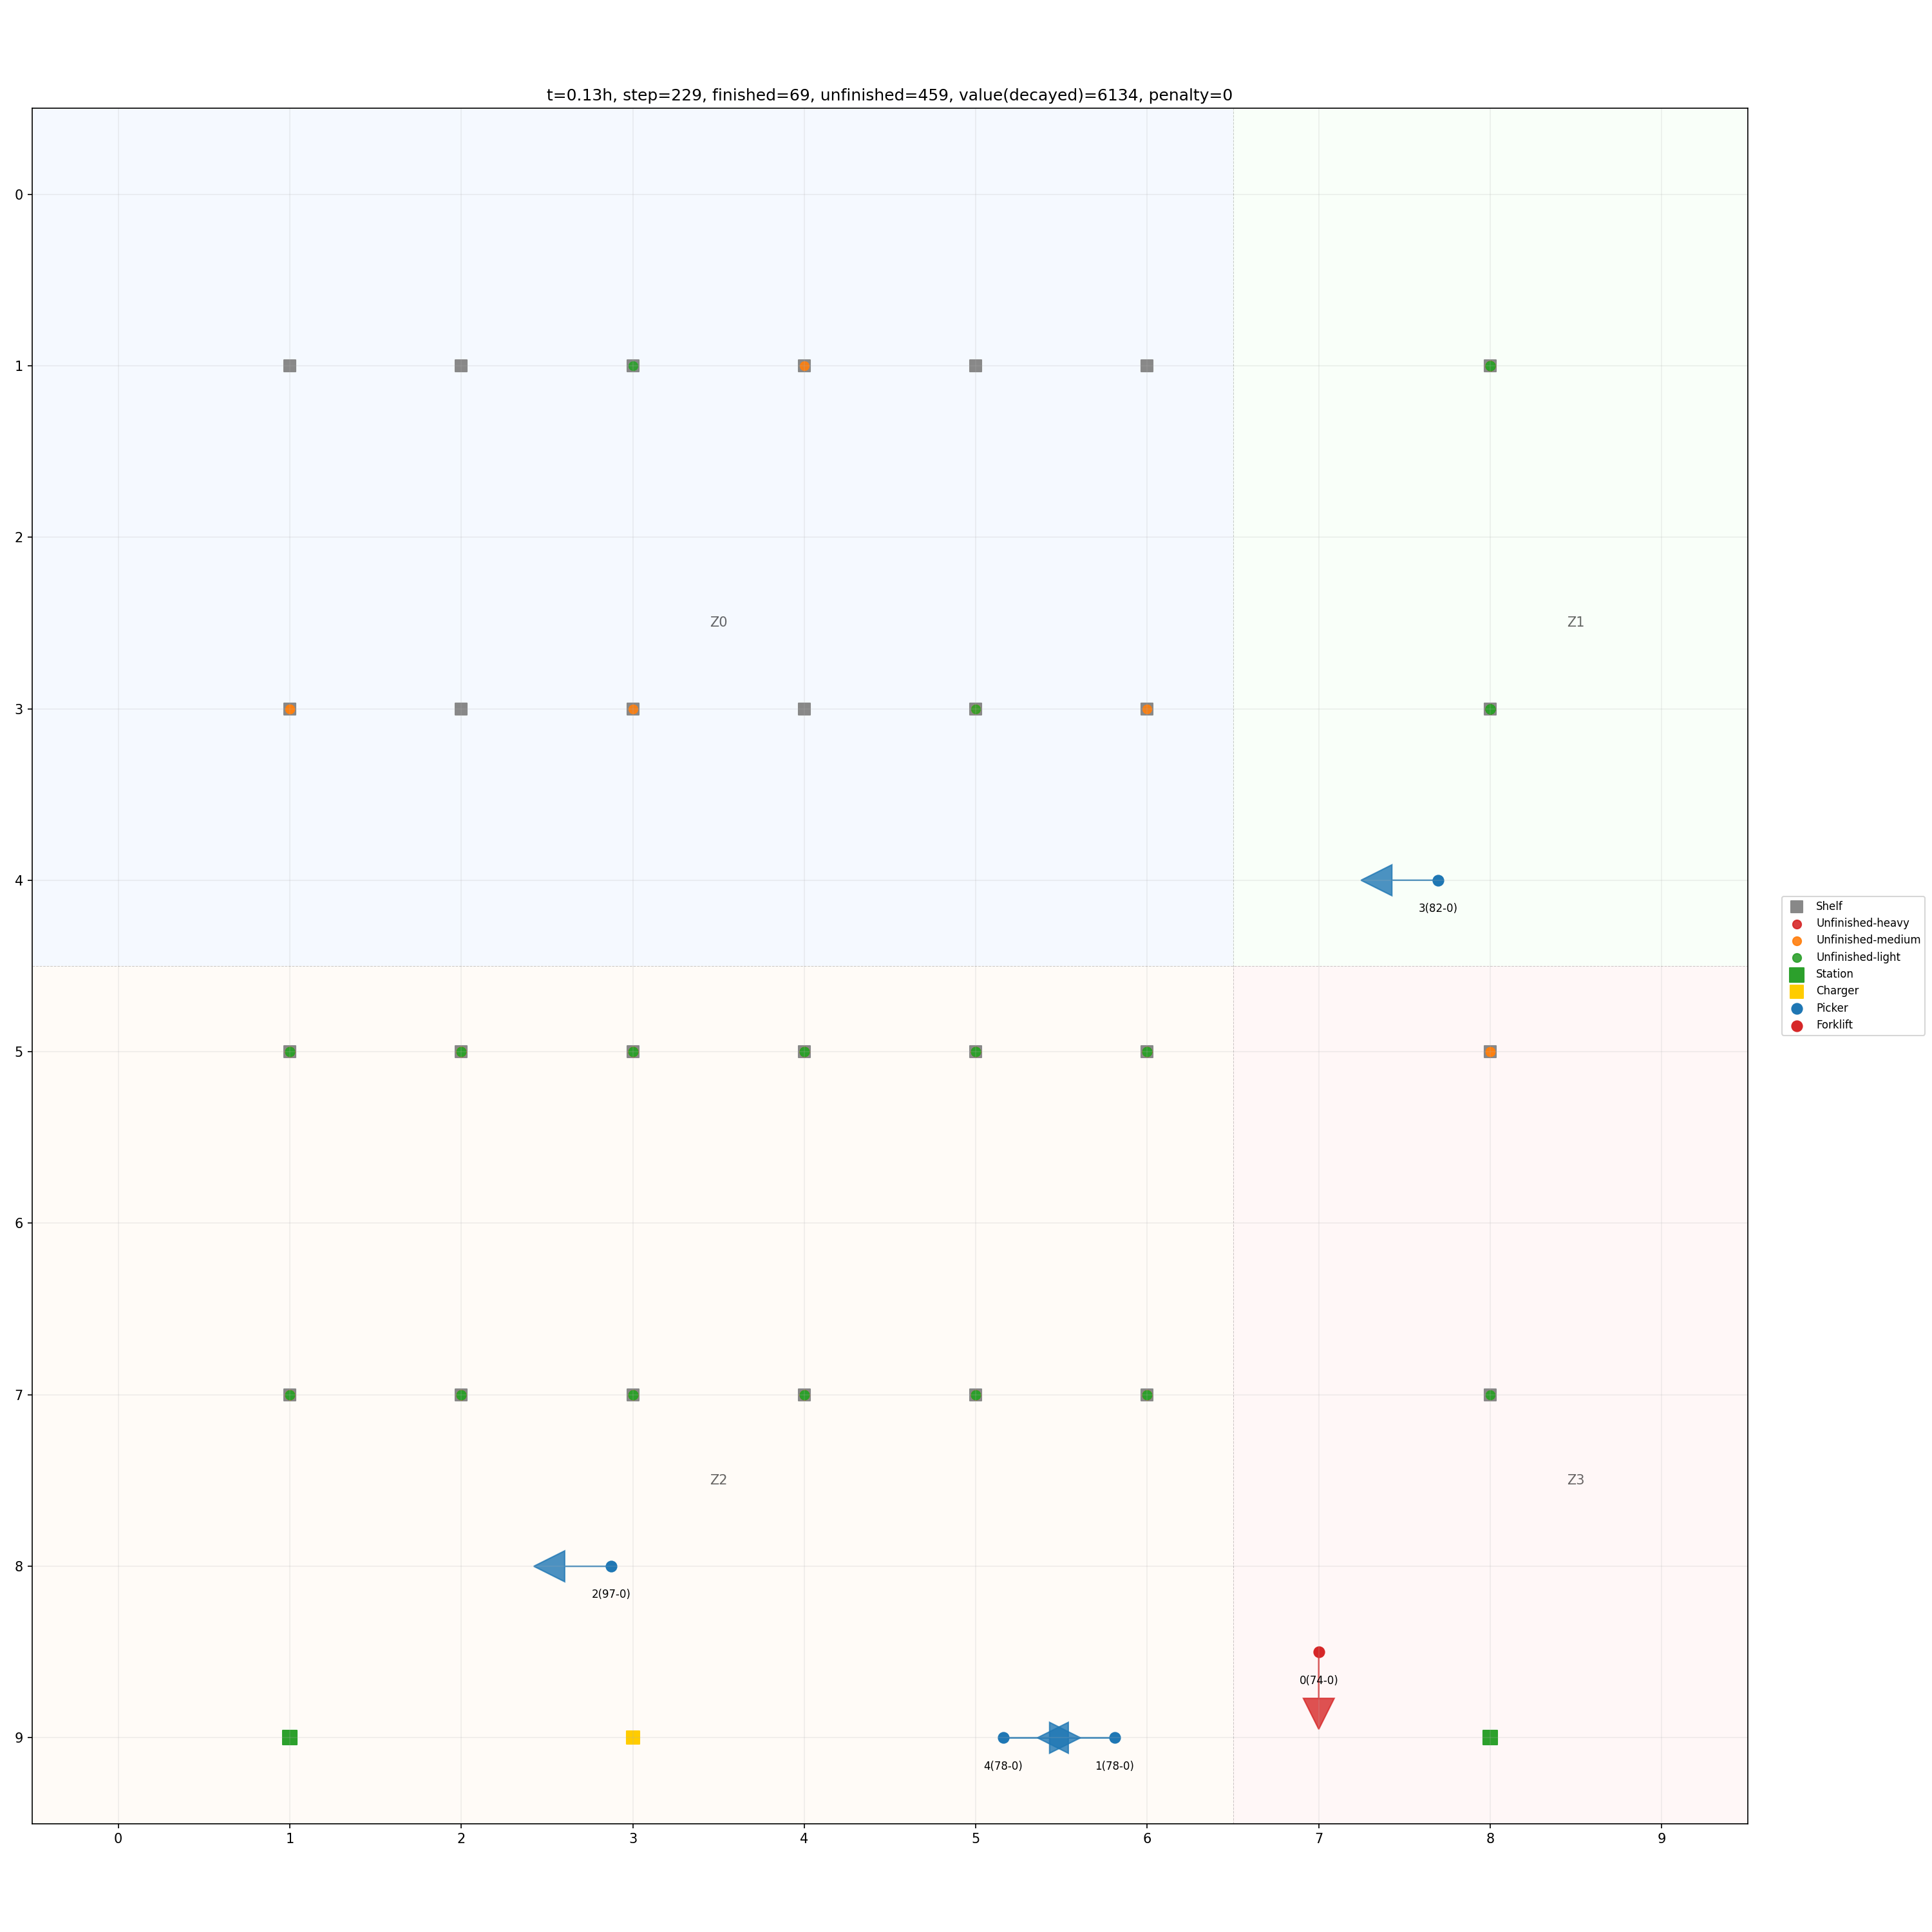 t=0.13h, step=229, finished=69, unfinished=459, value(decayed)=6134, penalty=0
0
1
2
Z0
Z1
3
4
3(82-0)
Shelf
Unfinished-heavy
Unfinished-medium
Unfinished-light
Station
Charger
Picker
Forklift
5
6
7
Z2
Z3
8
2(97-0)
0(74-0)
9
4(78-0)
1(78-0)
0 1 2 3 4 5 6 7 8 9